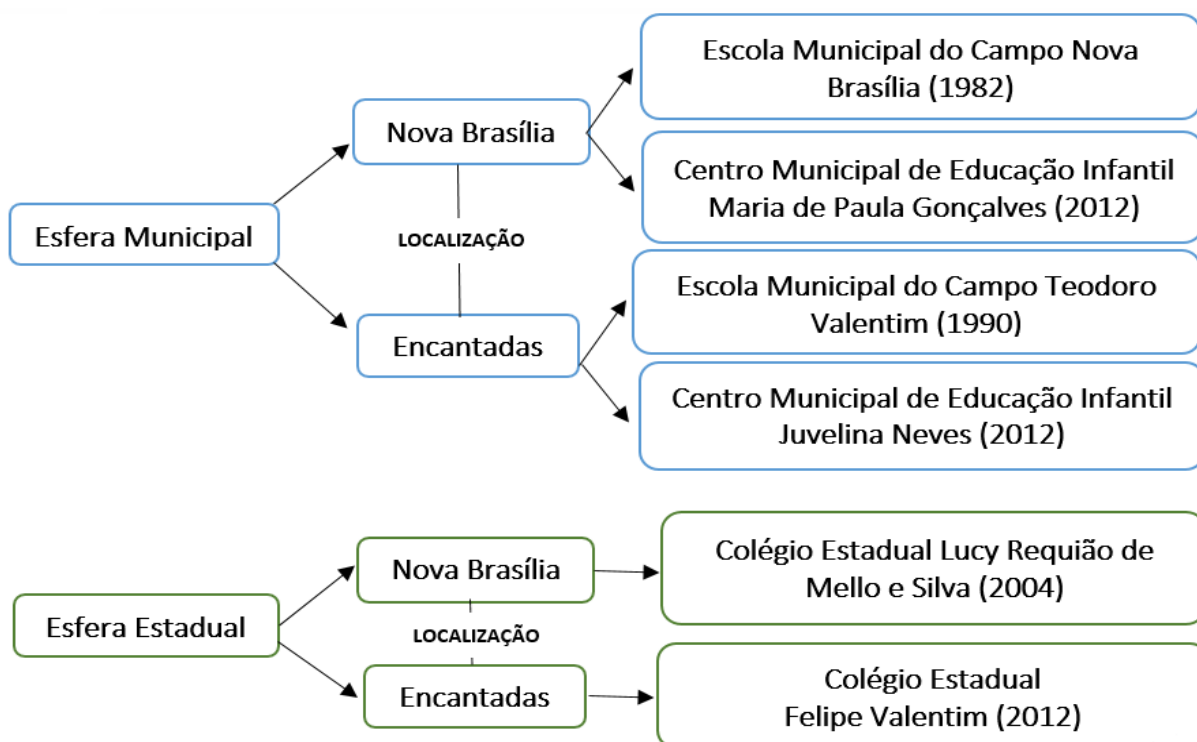 Esfera Municipal
Nova Brasília
LOCALIZAÇÃO
Encantadas
Escola Municipal do Campo Nova
Brasília (1982)
Centro Municipal de Educação Infantil
Maria de Paula Gonçalves (2012)
Escola Municipal do Campo Teodoro
Valentim (1990)
Centro Municipal de Educação Infantil
Juvelina Neves (2012)
Esfera Estadual
Nova Brasília
LOCALIZAÇÃO
Encantadas
Colégio Estadual Lucy Requião de
Mello e Silva (2004)
Colégio Estadual
Felipe Valentim (2012)